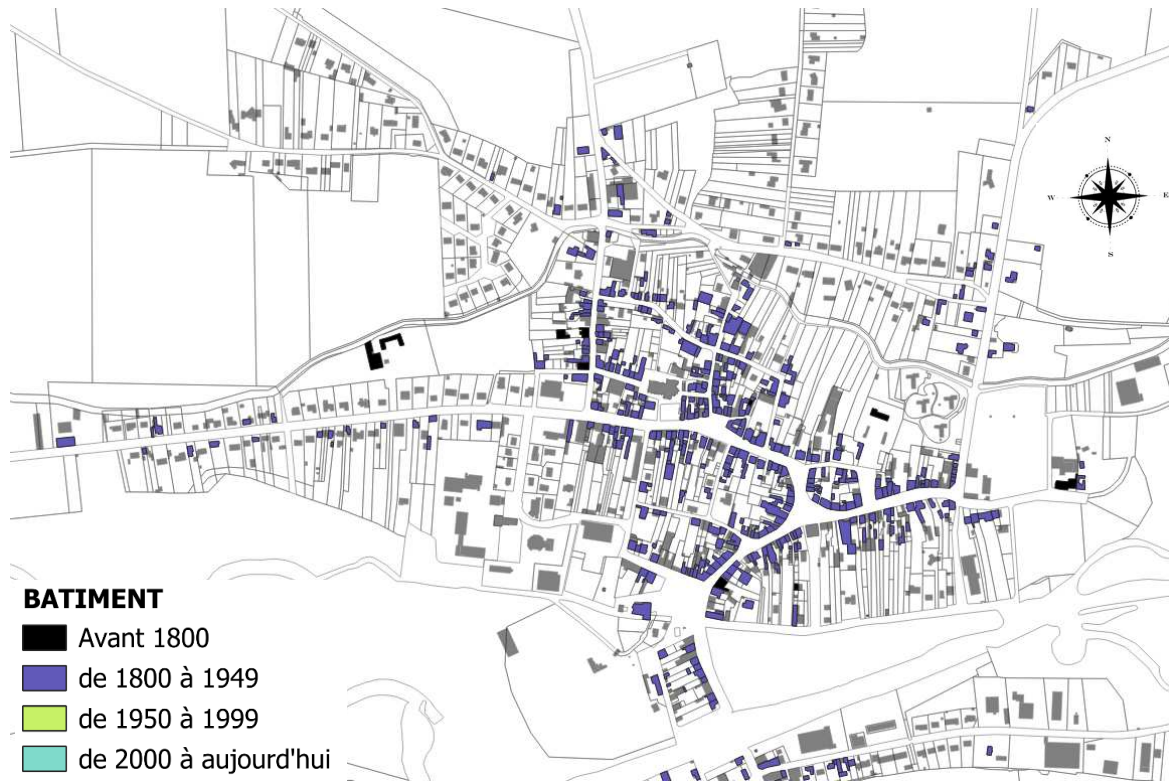 N
W
E
S
BATIMENT
Avant 1800
de 1800 à 1949
de 1950 à 1999
de 2000 à aujourd'hui